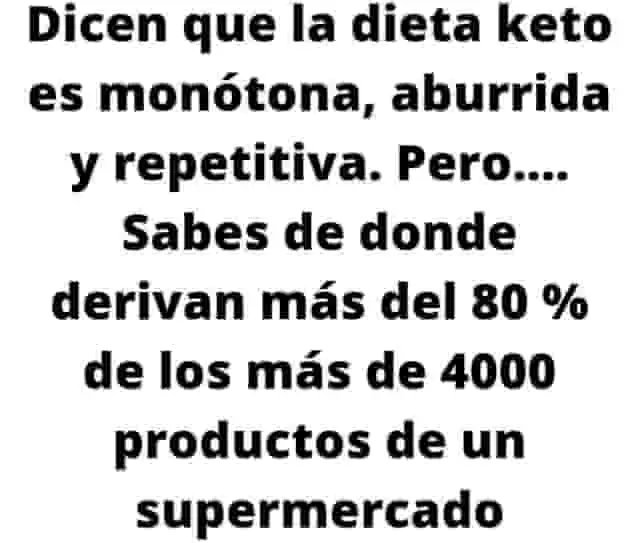 Dicen que la dieta keto
es monótona, aburrida
y repetitiva. Pero....
Sabes de donde
derivan más del 80 %
de los más de 4000
productos de un
supermercado